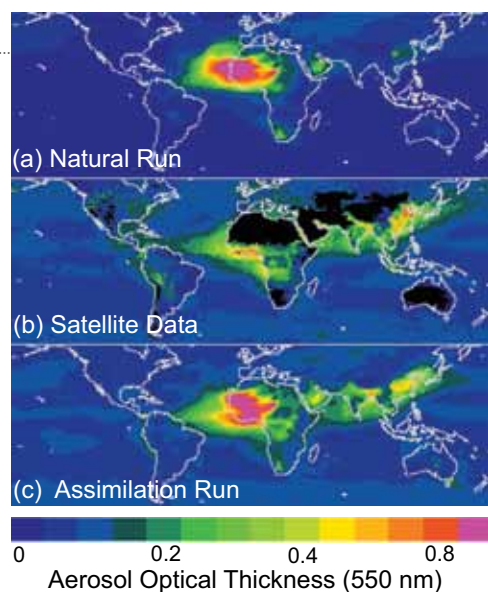 (a) Natural Run
(b) Satellite Data
(c) Assimilation Run
0 0.2 0.4 0.8
Aerosol Optical Thickness (550 nm)